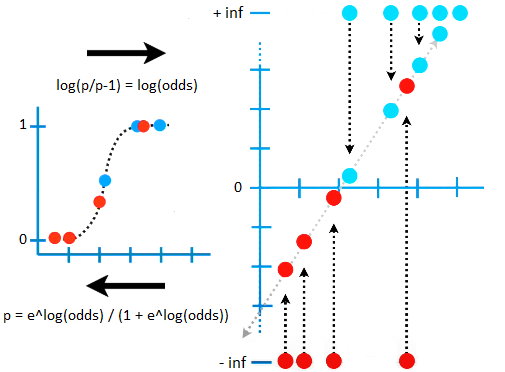 + inf
log(p/p-1) = log(odds)
1
0
0
p = e^log(odds) / (1 + e^log(odds))
- inf